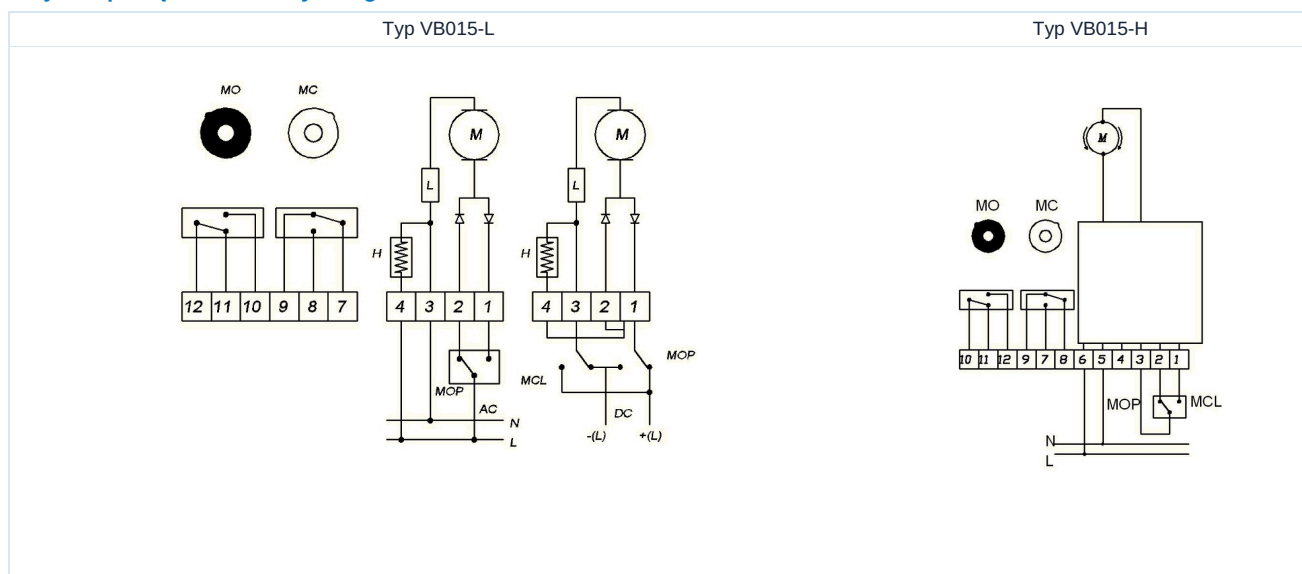 Typ VB015-L
Typ VB015-H
MO MC
M
M
L
L
H
H
12 11 10 9 8 7
4 3 2 1
4 3 2 1
MOP
AC
N
L
MCL
MOP
DC
-(L) +(L)
M
MO MC
10 11 12 9 7 8 6 5 4 3 2 1
MOP
MCL
N
L